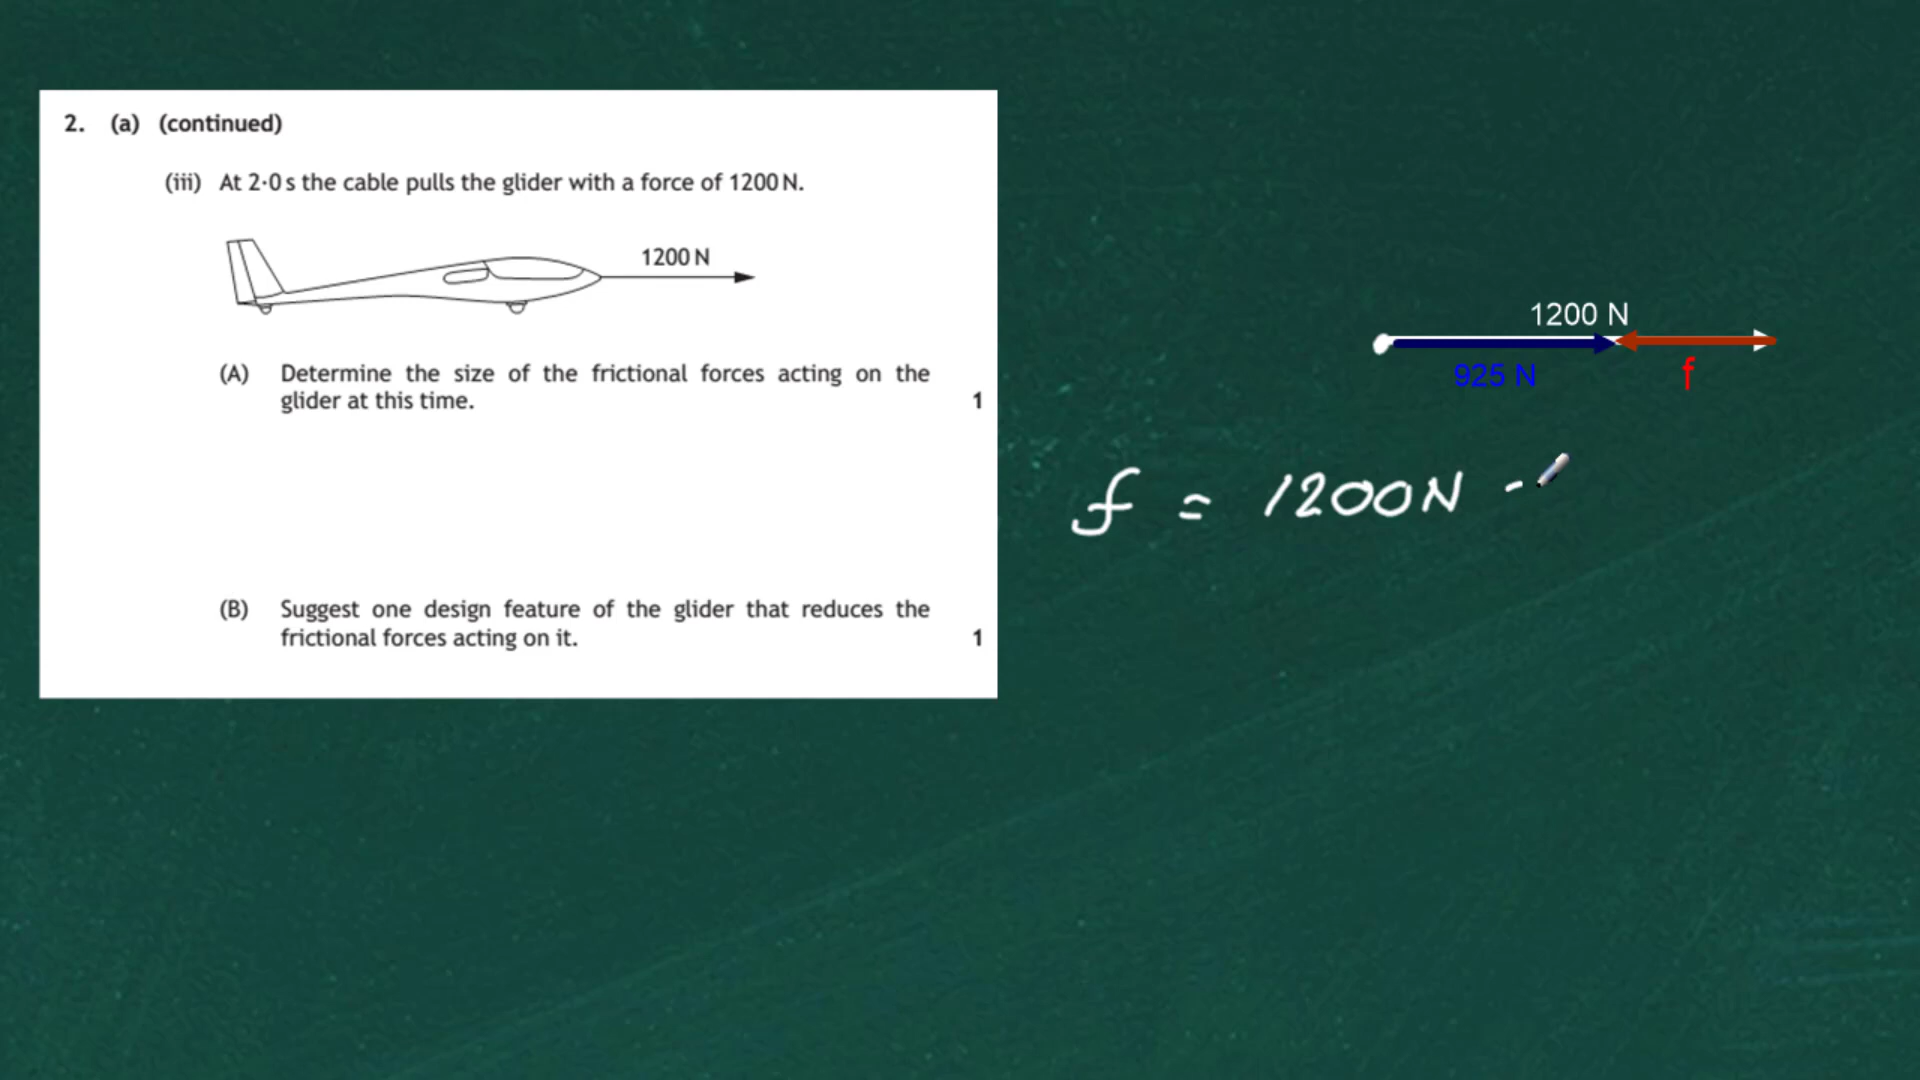 2. (a) (continued)
(iii) At 2·0 s the cable pulls the glider with a force of 1200 N.
1200 N
(A) Determine the size of the frictional forces acting on the
glider at this time. 1
(B) Suggest one design feature of the glider that reduces the
frictional forces acting on it. 1
1200 N
925 N f
f = 1200N -